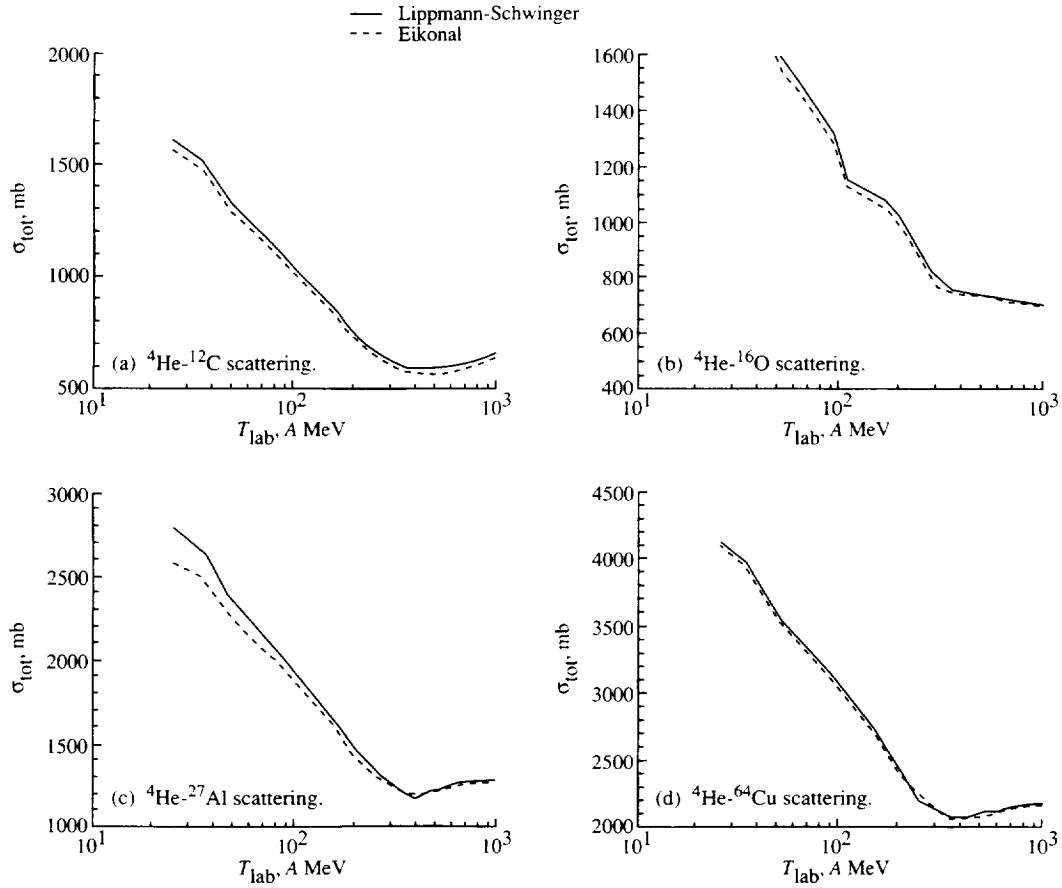 Lippmann-Schwinger
Eikonal
2000
1500
1000
500
σtot, mb
(a) ⁴He-¹²C scattering.
10¹ 10² 10³
Tlab, A MeV
1600
1400
1200
1000
800
600
400
σtot, mb
(b) ⁴He-¹⁶O scattering.
10¹ 10² 10³
Tlab, A MeV
3000
2500
2000
1500
1000
σtot, mb
(c) ⁴He-²⁷Al scattering.
10¹ 10² 10³
Tlab, A MeV
4500
4000
3500
3000
2500
2000
σtot, mb
(d) ⁴He-⁶⁴Cu scattering.
10¹ 10² 10³
Tlab, A MeV